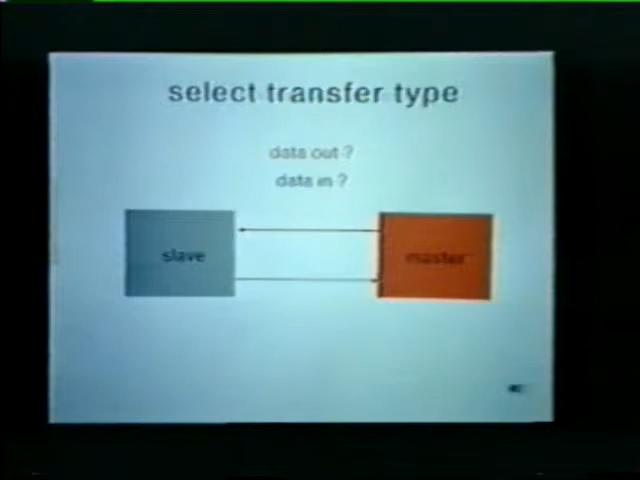 select transfer type
data out ?
data in ?
slave
master